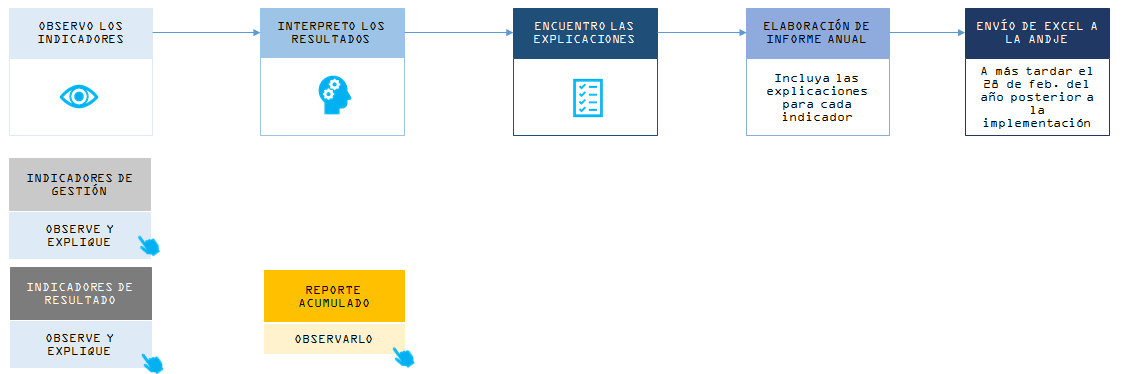 OBSERVO LOS
INDICADORES
INTERPRETO LOS
RESULTADOS
ENCUENTRO LAS
EXPLICACIONES
ELABORACIÓN DE
INFORME ANUAL
Incluya las
explicaciones
para cada
indicador
ENVÍO DE EXCEL A
LA ANDJE
A más tardar el
28 de feb. del
año posterior a
la
implementación
INDICADORES DE
GESTIÓN
OBSERVE Y
EXPLIQUE
INDICADORES DE
RESULTADO
OBSERVE Y
EXPLIQUE
REPORTE
ACUMULADO
OBSERVARLO